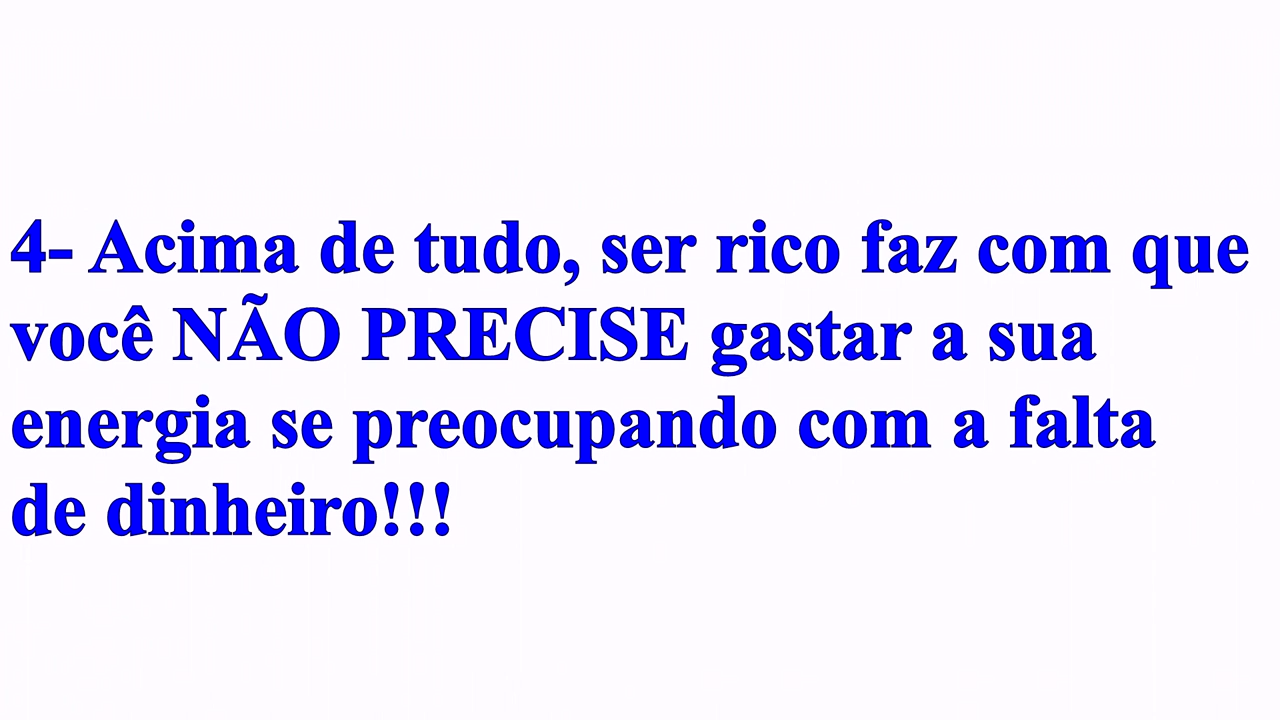 4- Acima de tudo, ser rico faz com que
você NÃO PRECISE gastar a sua
energia se preocupando com a falta
de dinheiro!!!